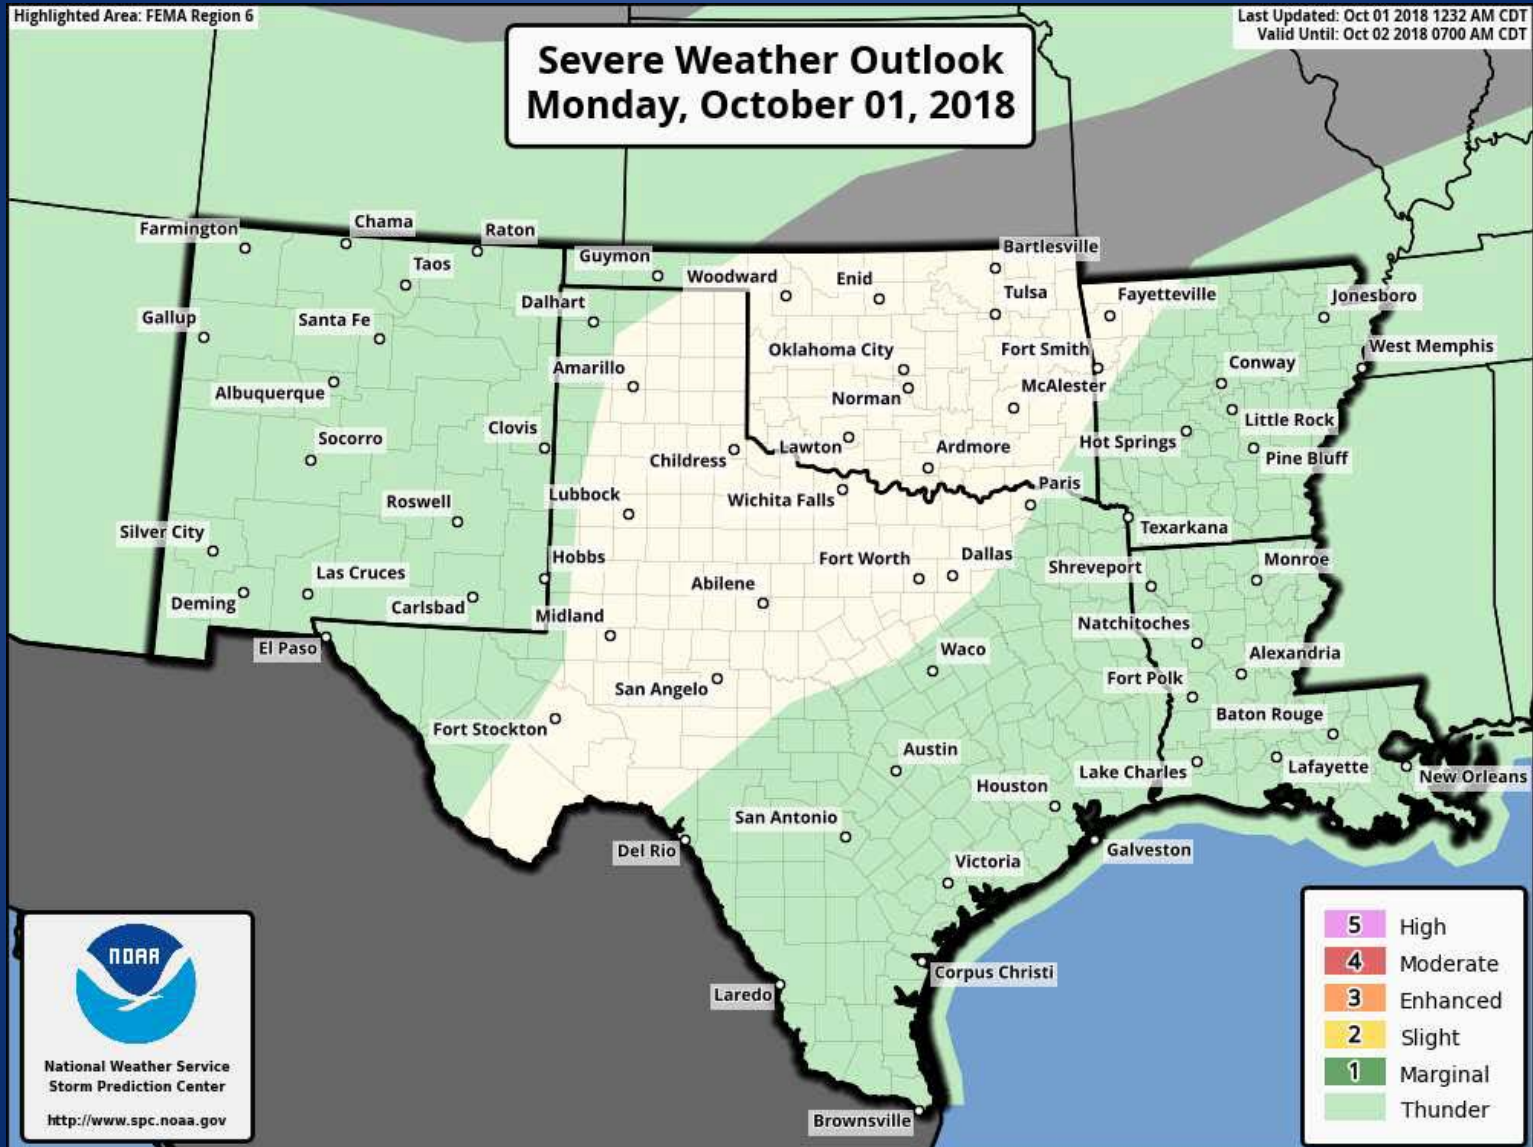 Highlighted Area: FEMA Region 6
Last Updated: Oct 01 2018 1232 AM CDT
Valid Until: Oct 02 2018 0700 AM CDT
Severe Weather Outlook
Monday, October 01, 2018
Farmington
Chama
Raton
Taos
Gallup
Santa Fe
Albuquerque
Socorro
Clovis
Roswell
Silver City
Las Cruces
Deming
Carlsbad
Hobbs
El Paso
Guymon
Woodward
Enid
Bartlesville
Tulsa
Oklahoma City
Norman
Fort Smith
McAlester
Lawton
Ardmore
Fayetteville
Jonesboro
West Memphis
Conway
Little Rock
Hot Springs
Pine Bluff
Dalhart
Amarillo
Childress
Lubbock
Wichita Falls
Paris
Texarkana
Fort Worth
Dallas
Abilene
Midland
San Angelo
Waco
Fort Stockton
Austin
Houston
San Antonio
Del Rio
Galveston
Victoria
Corpus Christi
Laredo
Brownsville
Shreveport
Monroe
Natchitoches
Alexandria
Fort Polk
Baton Rouge
Lake Charles
Lafayette
New Orleans
NOAA
National Weather Service
Storm Prediction Center
http://www.spc.noaa.gov
5 High
4 Moderate
3 Enhanced
2 Slight
1 Marginal
Thunder